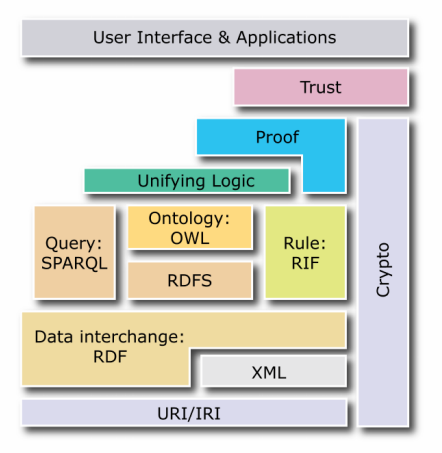 User Interface & Applications
Trust
Proof
Unifying Logic
Query:
SPARQL
Ontology:
OWL
RDFS
Rule:
RIF
Crypto
Data interchange:
RDF
XML
URI/IRI